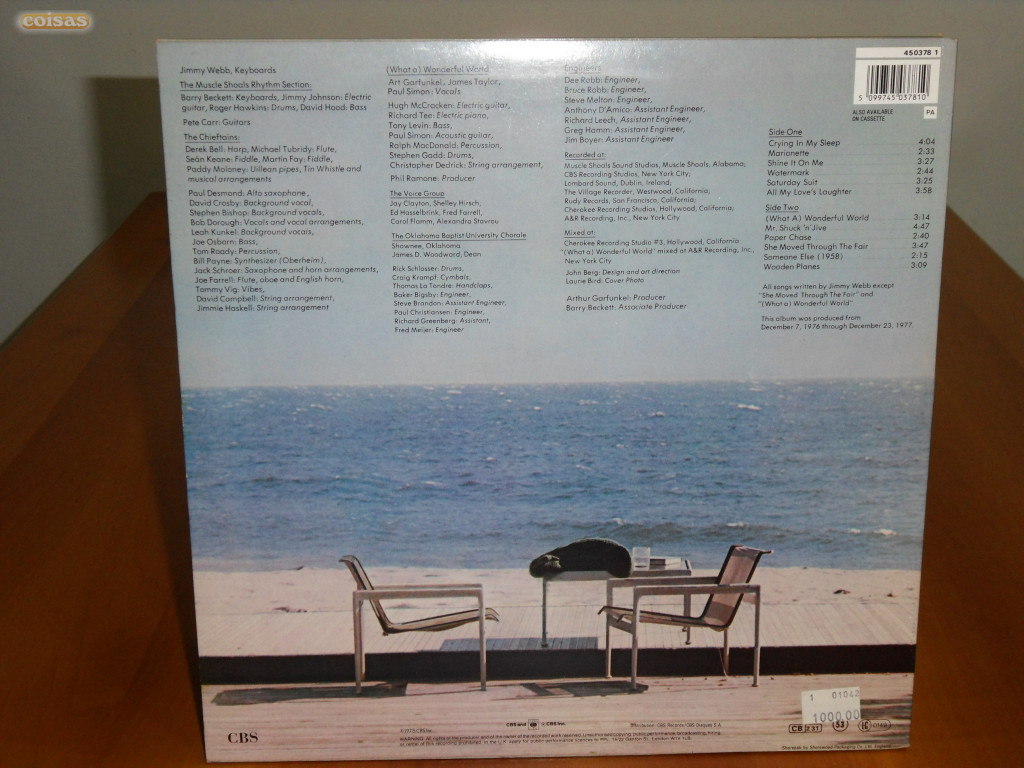 coisas
Jimmy Webb, Keyboards
The Muscle Shoals Rhythm Section:
Barry Beckett: Keyboards, Jimmy Johnson: Electric
guitar, Roger Hawkins: Drums, David Hood: Bass
Pete Carr: Guitars
The Chieftains:
Derek Bell: Harp, Michael Tubridy: Flute,
Seán Keane: Fiddle, Martin Fay: Fiddle,
Paddy Moloney: Uillean pipes, Tin Whistle and
musical arrangements
Paul Desmond: Alto saxophone,
David Crosby: Background vocal,
Stephen Bishop: Background vocals,
Bob Dorough: Vocals and vocal arrangements,
Leah Kunkel: Background vocals,
Joe Osborn: Bass,
Tom Roady: Percussion,
Bill Payne: Synthesizer (Oberheim),
Jack Schroer: Saxophone and horn arrangements,
Joe Farrell: Flute, oboe and English horn,
Tommy Vig: Vibes,
David Campbell: String arrangement,
Jimmie Haskell: String arrangement
(What a) Wonderful World
Art Garfunkel, James Taylor,
Paul Simon: Vocals
Hugh McCracken: Electric guitar,
Richard Tee: Electric piano,
Tony Levin: Bass,
Paul Simon: Acoustic guitar,
Ralph MacDonald: Percussion,
Stephen Gadd: Drums,
Christopher Dedrick: String arrangement,
Phil Ramone: Producer
The Voice Group
Jay Clayton, Shelley Hirsch,
Ed Hasselbrink, Fred Farrell,
Carol Flamm, Alexandra Stavrou
The Oklahoma Baptist University Chorale
Shawnee, Oklahoma
James D. Woodward, Dean
Rick Schlosser: Drums,
Craig Krampf: Cymbals,
Thomas La Tondre: Handclaps,
Baker Bigsby: Engineer,
Steve Brandon: Assistant Engineer,
Paul Christiansen: Engineer,
Richard Greenberg: Assistant,
Fred Meijer: Engineer
Engineers
Dee Robb: Engineer,
Bruce Robb: Engineer,
Steve Melton: Engineer,
Anthony D'Amico: Assistant Engineer,
Richard Leech, Assistant Engineer,
Greg Hamm: Assistant Engineer,
Jim Boyer: Assistant Engineer
Recorded at:
Muscle Shoals Sound Studios, Muscle Shoals, Alabama;
CBS Recording Studios, New York City;
Lombard Sound, Dublin, Ireland;
The Village Recorder, Westwood, California;
Rudy Records, San Francisco, California;
Cherokee Recording Studios, Hollywood, California;
A&R Recording, Inc., New York City
Mixed at:
Cherokee Recording Studio #3, Hollywood, California
"(What a) Wonderful World" mixed at A&R Recording, Inc.,
New York City
John Berg: Design and art direction
Laurie Bird: Cover Photo
Arthur Garfunkel: Producer
Barry Beckett: Associate Producer
450378 1
5 099745 037810
ALSO AVAILABLE
ON CASSETTE
PA
Side One
Crying In My Sleep 4:04
Marionette 2:33
Shine It On Me 3:27
Watermark 2:44
Saturday Suit 3:25
All My Love's Laughter 3:58
Side Two
(What A) Wonderful World 3:14
Mr. Shuck 'n' Jive 4:47
Paper Chase 2:40
She Moved Through The Fair 3:47
Someone Else (1958) 2:15
Wooden Planes 3:09
All songs written by Jimmy Webb except
"She Moved Through The Fair" and
"(What a) Wonderful World"
This album was produced from
December 7, 1976 through December 23, 1977.
1 01042
1000,00
CBS
CBS and CBS Inc.
CB 231
53